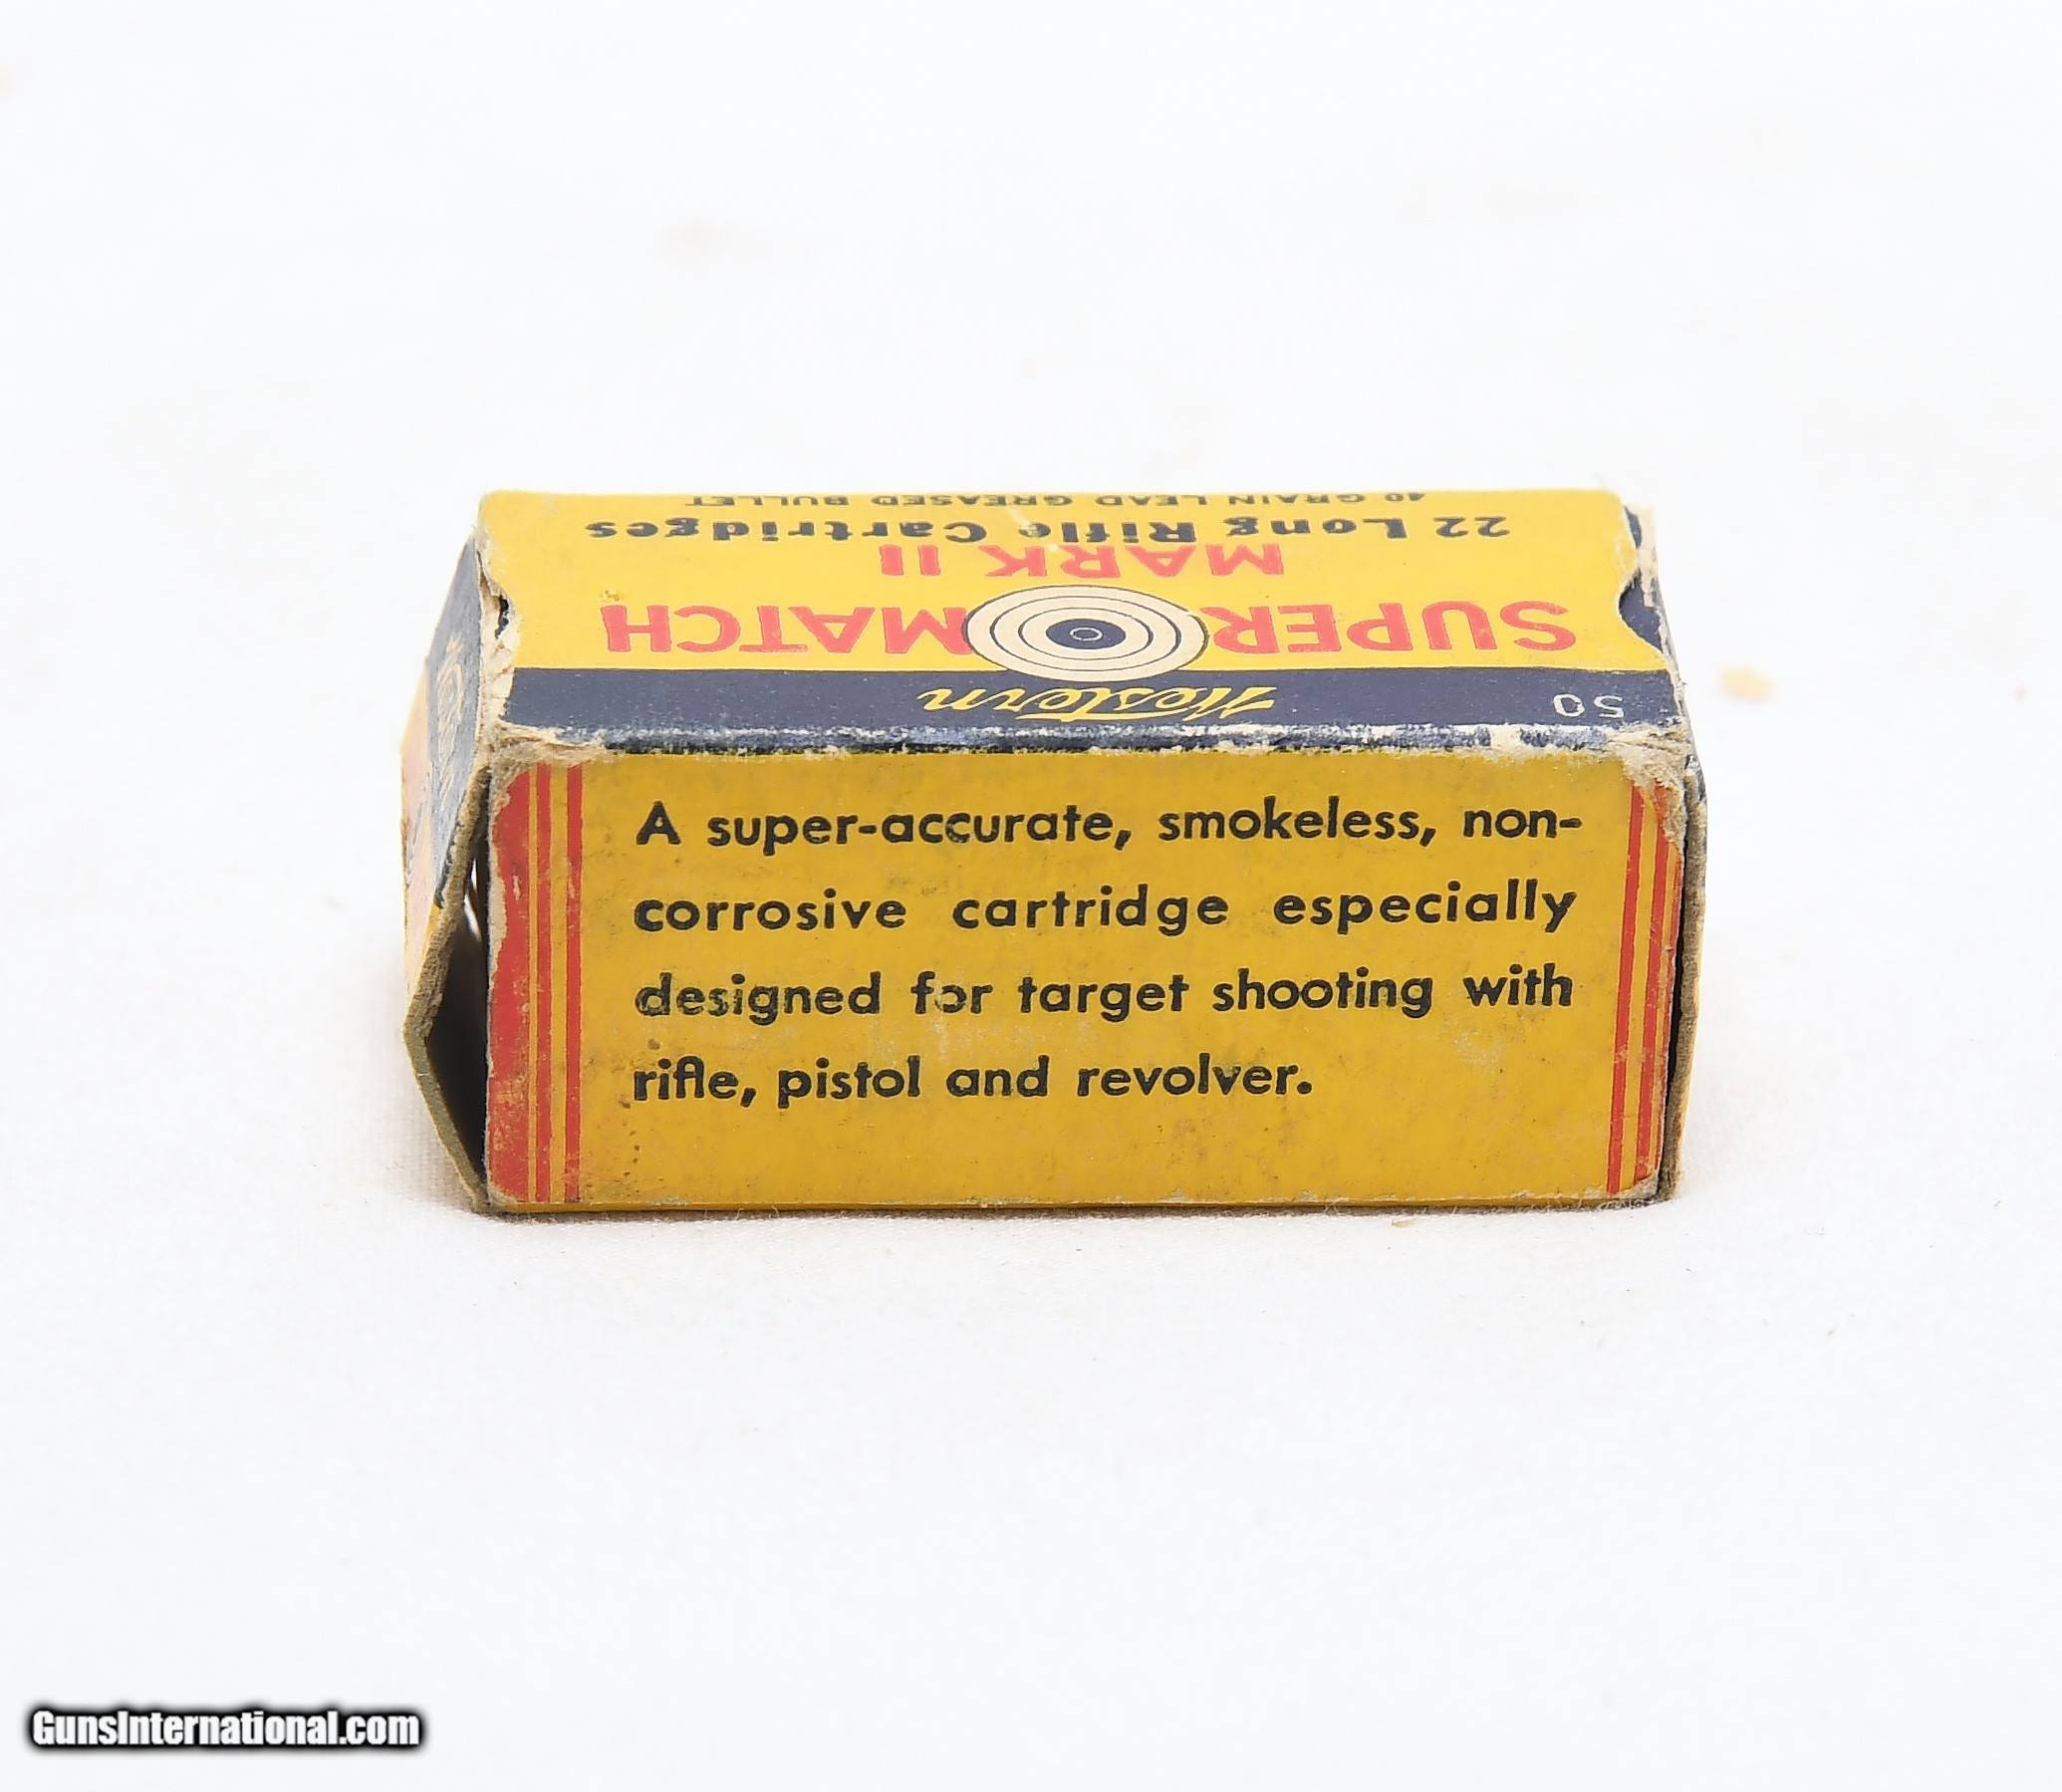 40 GRAIN LEAD GREASED BULLET
22 Long Rifle Cartridges
MARK II
SUPER MATCH
Western
50
A super-accurate, smokeless, non-
corrosive cartridge especially
designed for target shooting with
rifle, pistol and revolver.
GunsInternational.com